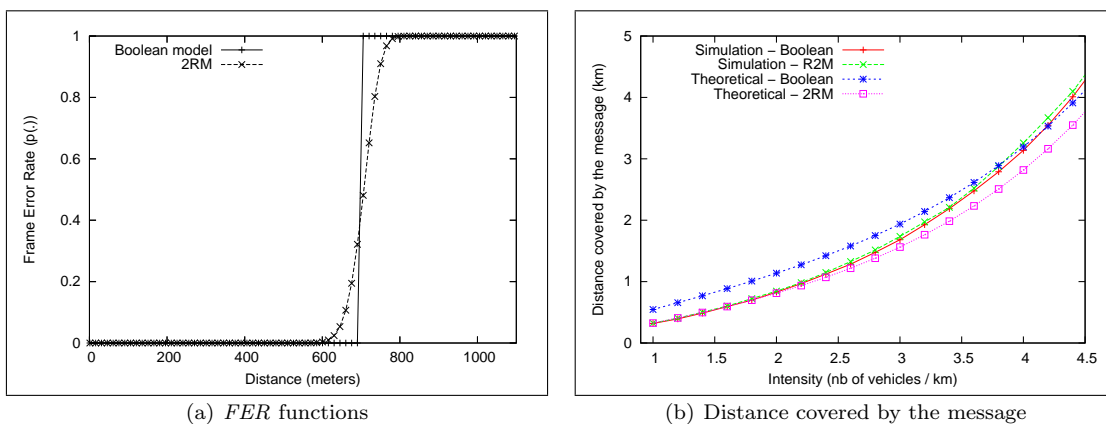 1
0.8
0.6
0.4
0.2
0
Frame Error Rate (p(.))
Boolean model
2RM
0 200 400 600 800 1000
Distance (meters)
(a) FER functions
5
4
3
2
1
0
Distance covered by the message (km)
Simulation – Boolean
Simulation – R2M
Theoretical – Boolean
Theoretical – 2RM
1 1.5 2 2.5 3 3.5 4 4.5
Intensity (nb of vehicles / km)
(b) Distance covered by the message